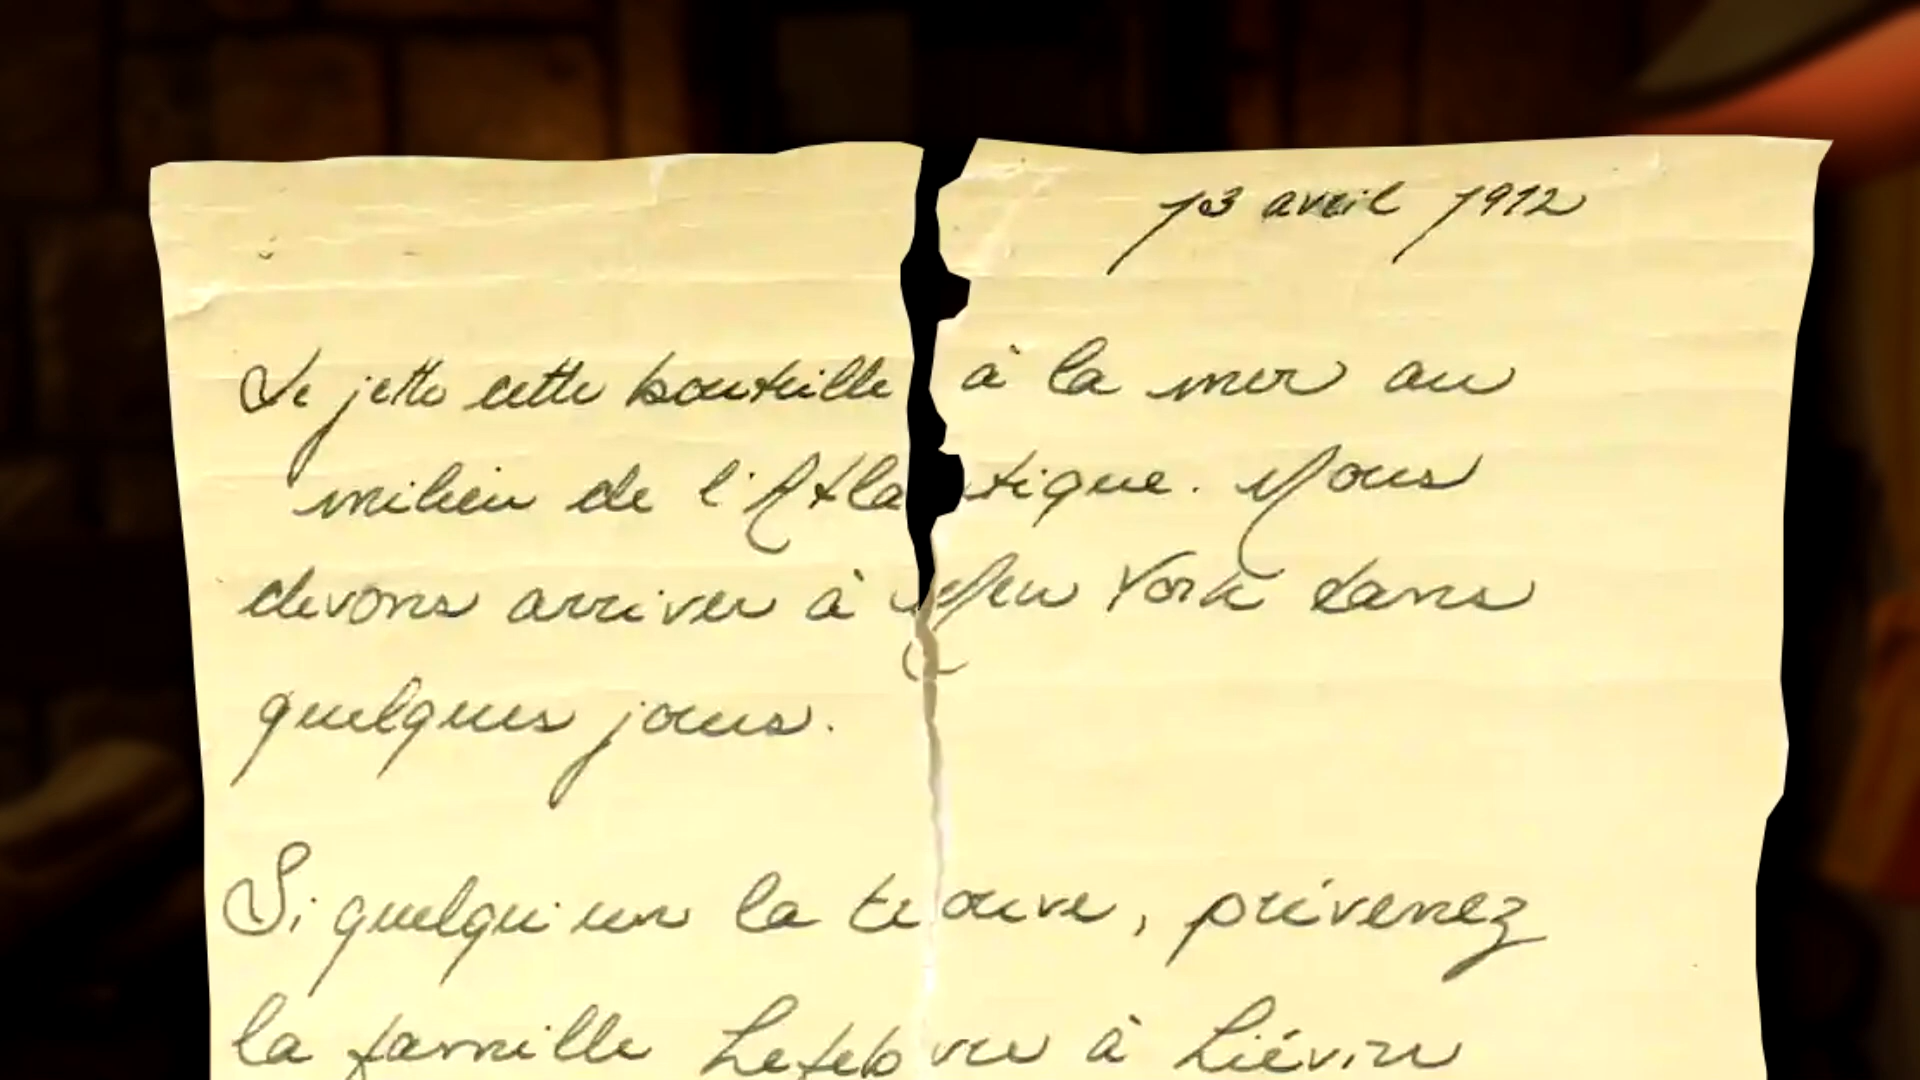 13 avril 1912
Je jette cette bouteille à la mer au
milieu de l'Atlantique. Nous
devons arriver à New York dans
quelques jours.
Si quelqu'un la trouve, prévenez
la famille Lefebvre à Liévin